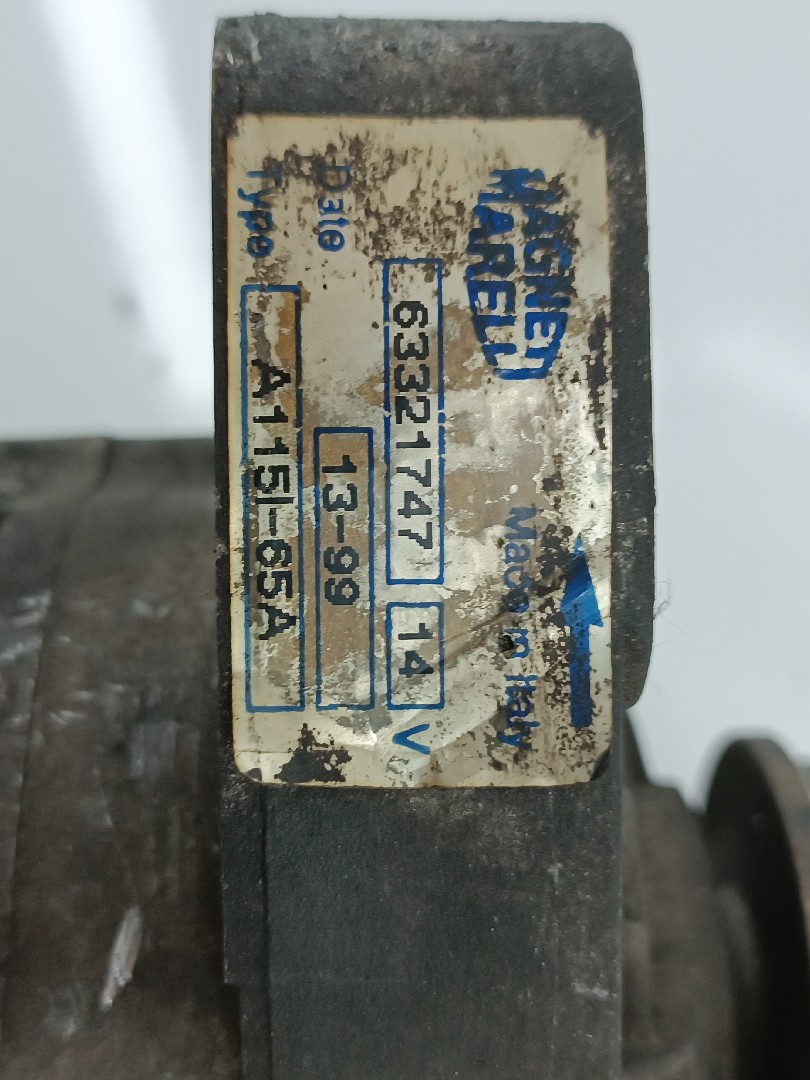 MAGNETI
MARELLI
Made in Italy
63321747 14 V
Date 13-99
Type A115I-65A